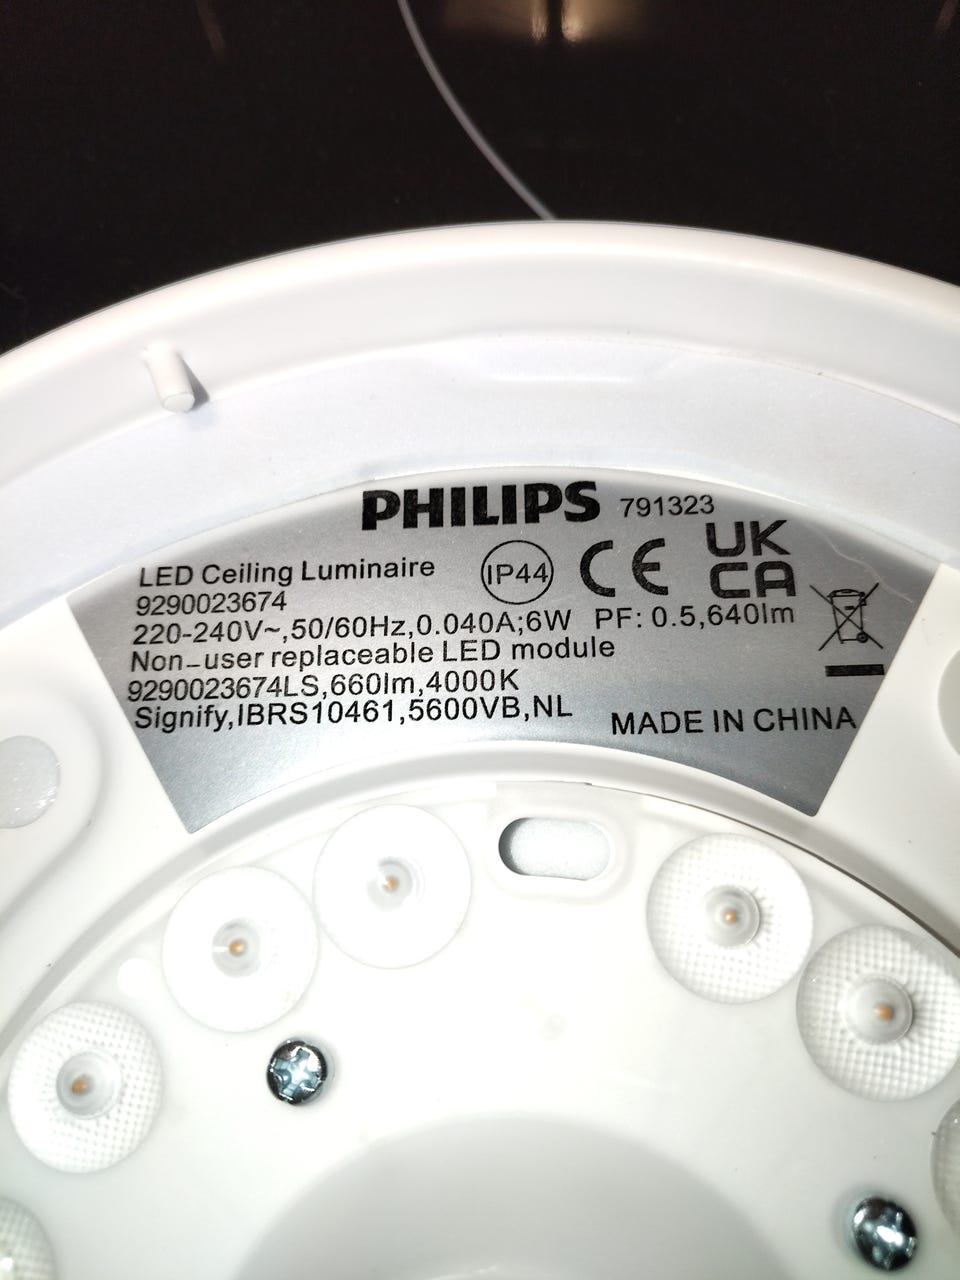 PHILIPS 791323
LED Ceiling Luminaire IP44 CE UK CA
9290023674
220-240V~,50/60Hz,0.040A;6W PF: 0.5,640lm
Non-user replaceable LED module
9290023674LS,660lm,4000K
Signify,IBRS10461,5600VB,NL MADE IN CHINA